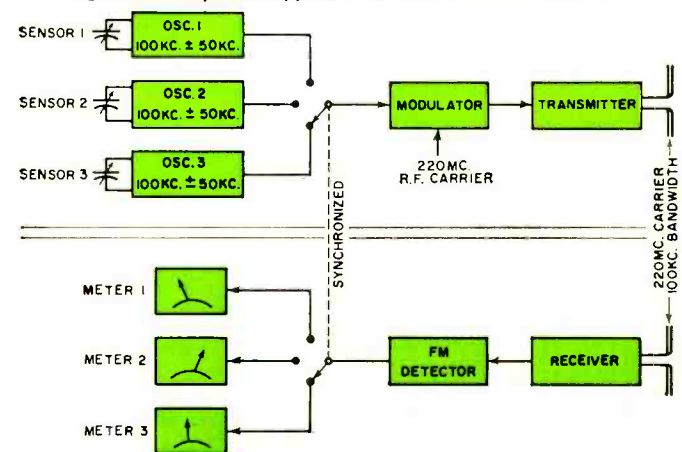 SENSOR 1
OSC. 1
100KC. ± 50KC.
SENSOR 2
OSC. 2
100KC. ± 50KC.
MODULATOR
TRANSMITTER
SENSOR 3
OSC. 3
100KC. ± 50KC.
220MC.
R.F. CARRIER
SYNCHRONIZED
220MC. CARRIER
100KC. BANDWIDTH
METER 1
METER 2
FM
DETECTOR
RECEIVER
METER 3